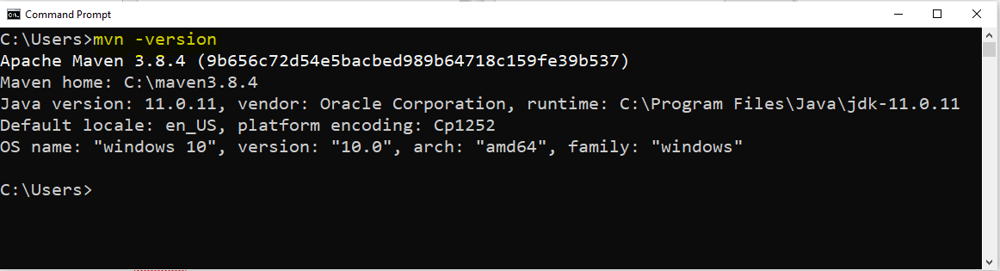 Command Prompt
C:\Users>mvn -version
Apache Maven 3.8.4 (9b656c72d54e5bacbed989b64718c159fe39b537)
Maven home: C:\maven3.8.4
Java version: 11.0.11, vendor: Oracle Corporation, runtime: C:\Program Files\Java\jdk-11.0.11
Default locale: en_US, platform encoding: Cp1252
OS name: "windows 10", version: "10.0", arch: "amd64", family: "windows"
C:\Users>